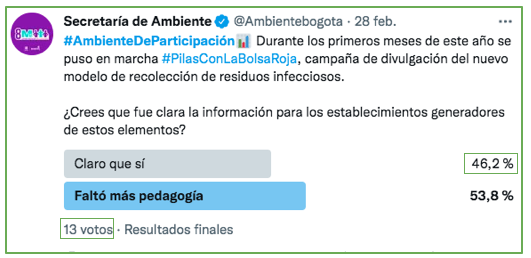 8M
Secretaría de Ambiente @Ambientebogota · 28 feb.
#AmbienteDeParticipación📊 Durante los primeros meses de este año se
puso en marcha #PilasConLaBolsaRoja, campaña de divulgación del nuevo
modelo de recolección de residuos infecciosos.
¿Crees que fue clara la información para los establecimientos generadores
de estos elementos?
Claro que sí 46,2 %
Faltó más pedagogía 53,8 %
13 votos · Resultados finales